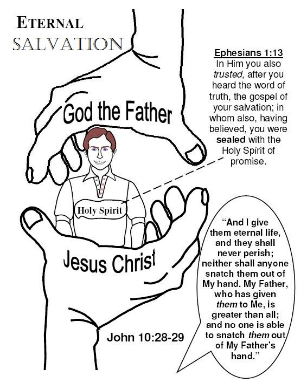 ETERNAL
SALVATION
Ephesians 1:13
In Him you also
trusted, after you
heard the word of
truth, the gospel of
your salvation; in
whom also, having
believed, you were
sealed with the
Holy Spirit of
promise.
God the Father
Holy Spirit
Jesus Christ
"And I give
them eternal life,
and they shall
never perish;
neither shall anyone
snatch them out of
My hand. My Father,
who has given
them to Me, is
greater than all;
and no one is able
to snatch them out
of My Father's
hand."
John 10:28-29